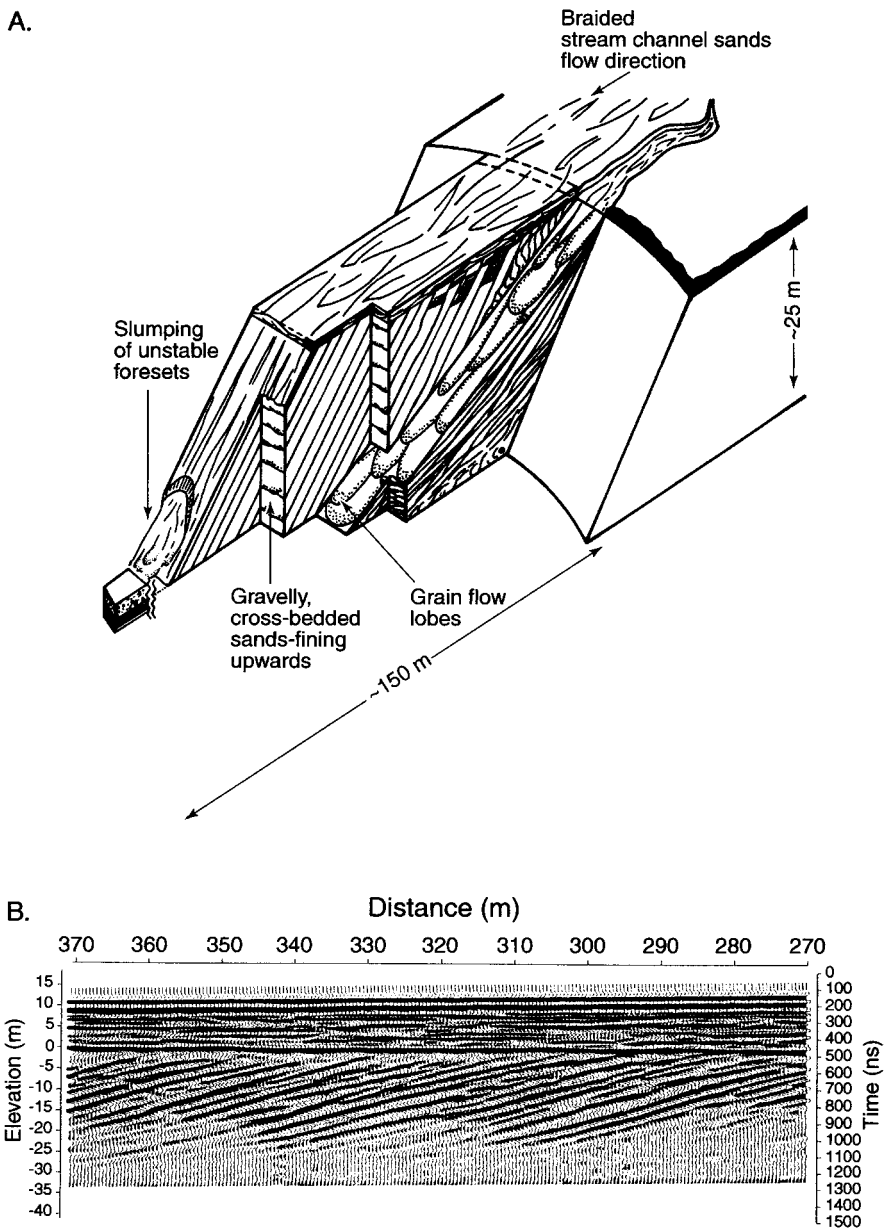 A.
Braided
stream channel sands
flow direction
Slumping
of unstable
foresets
~25 m
Gravelly,
cross-bedded
sands-fining
upwards
Grain flow
lobes
~150 m
B.
Distance (m)
370 360 350 340 330 320 310 300 290 280 270
Elevation (m)
15
10
5
0
-5
-10
-15
-20
-25
-30
-35
-40
0
100
200
300
400
500
600
700
800
900
1000
1100
1200
1300
1400
1500
Time (ns)